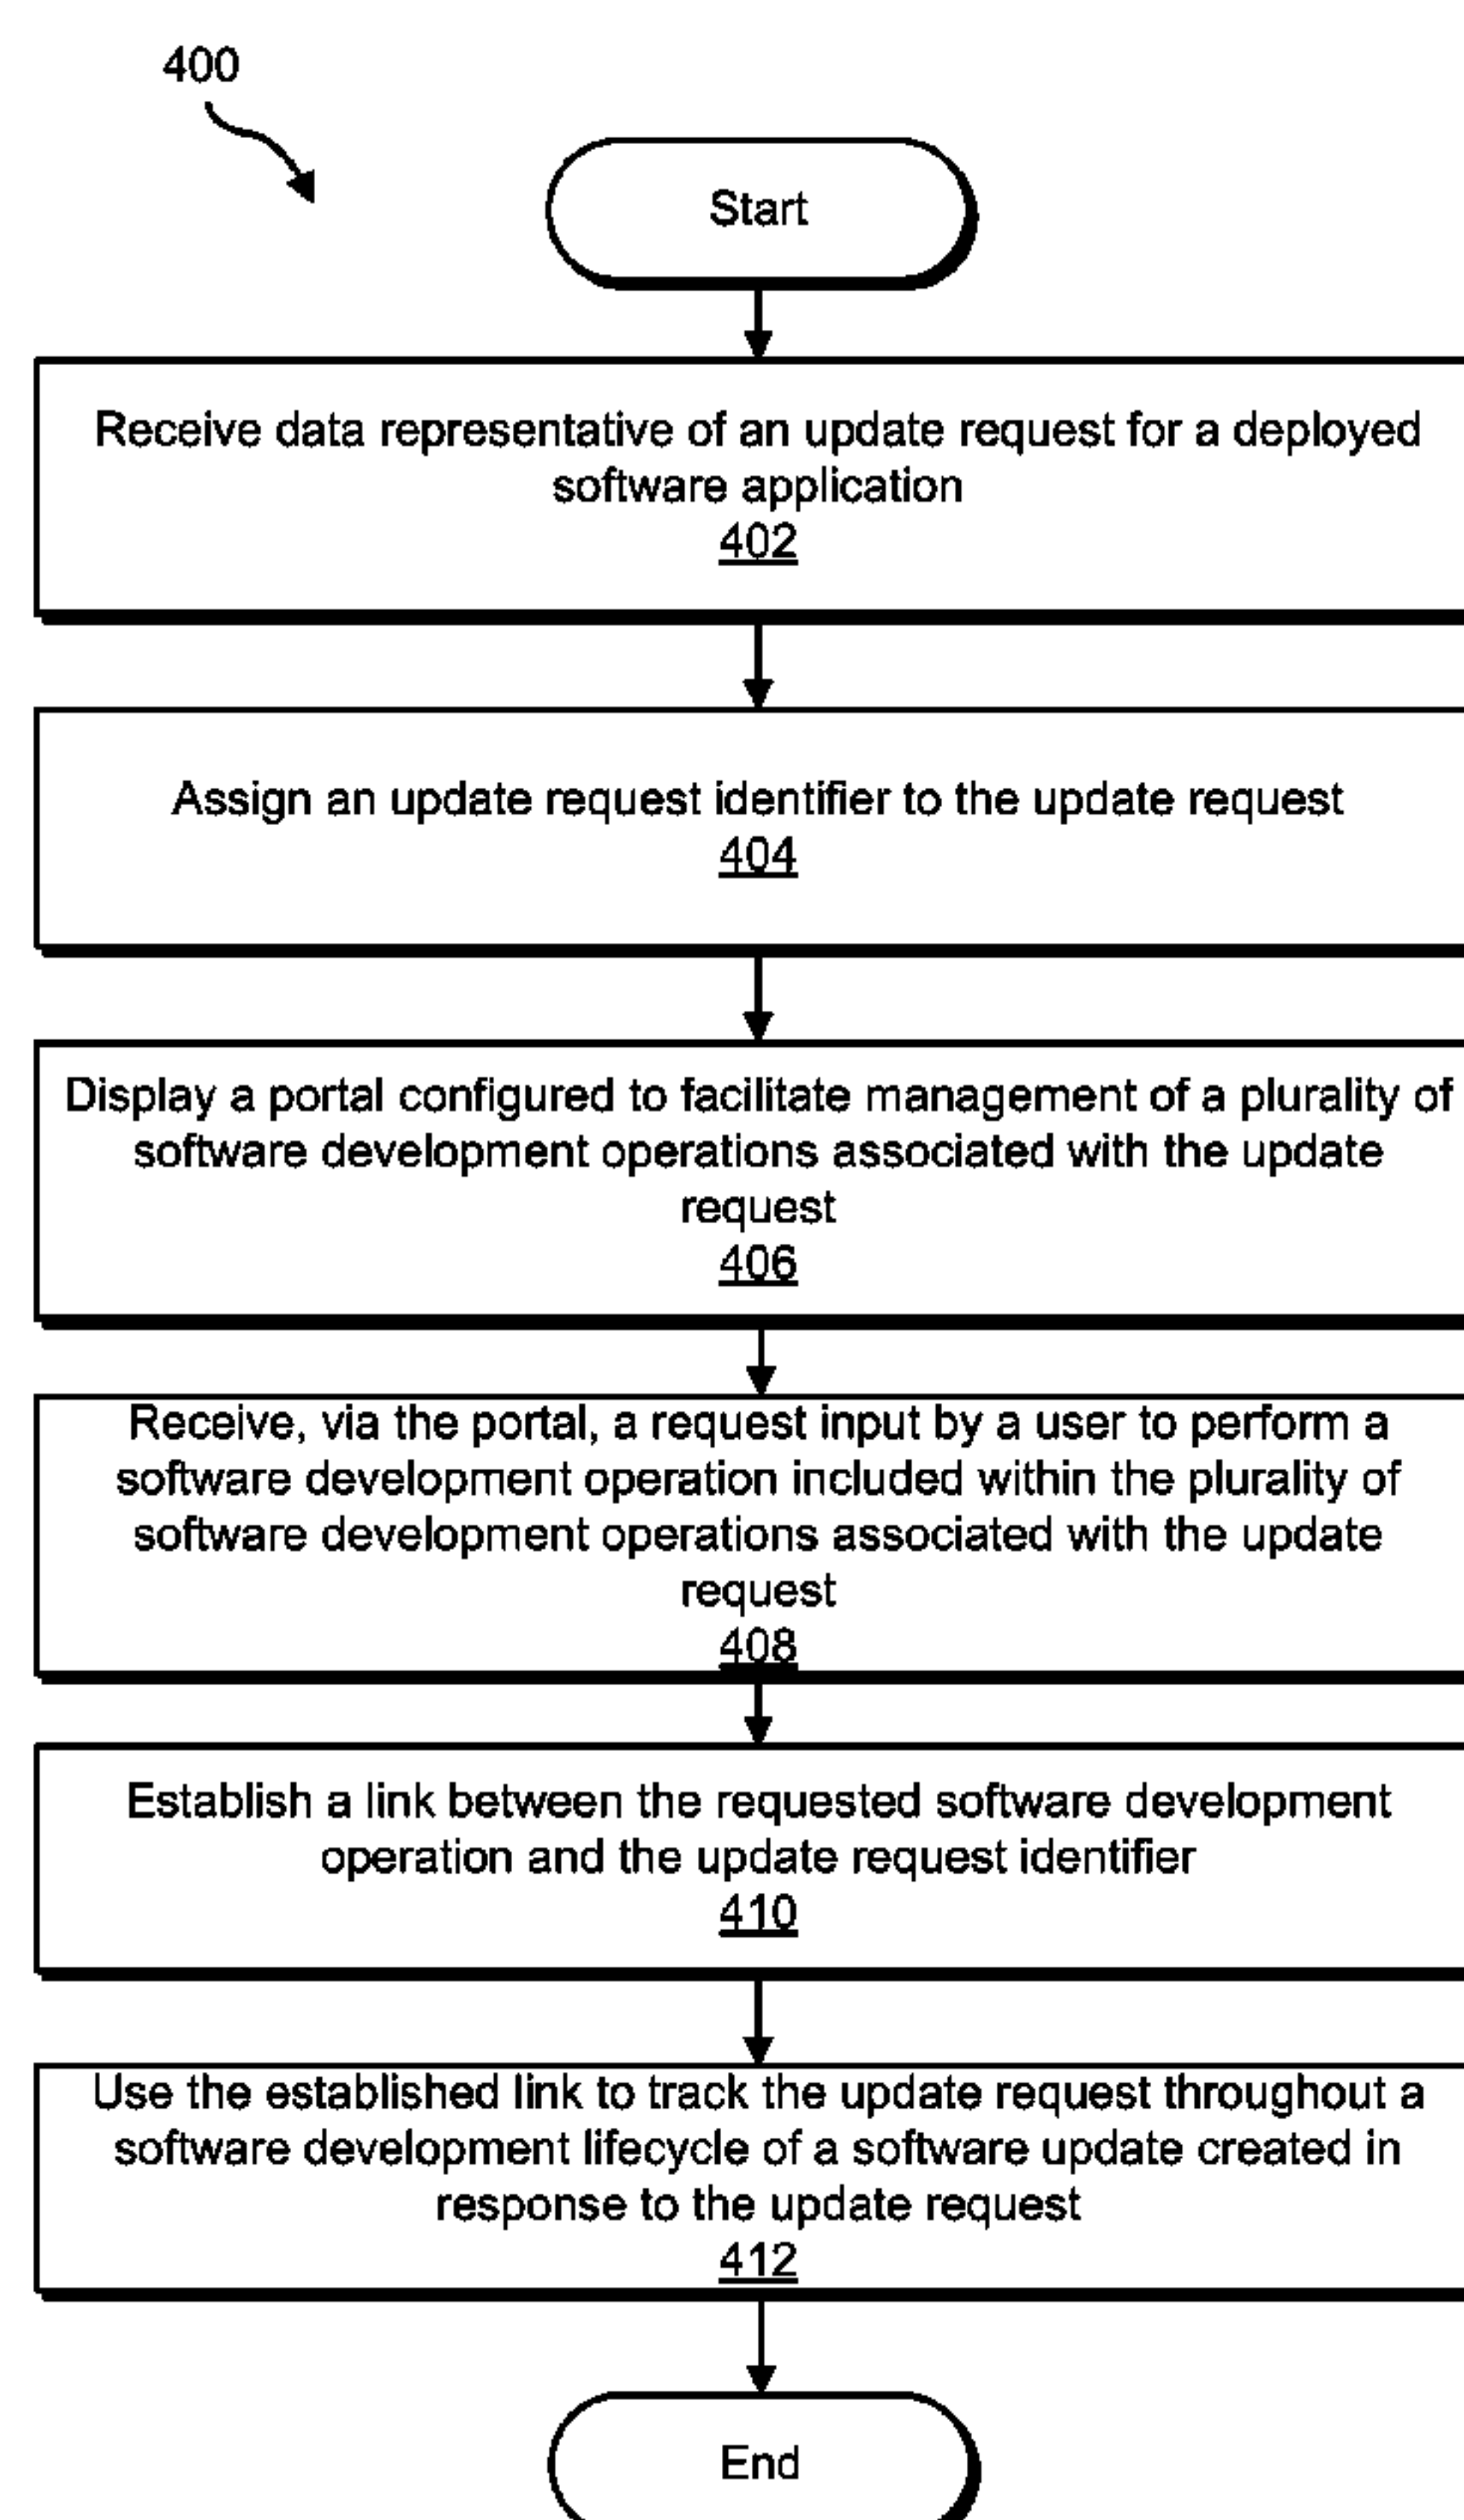 400
Start
Receive data representative of an update request for a deployed
software application
402
Assign an update request identifier to the update request
404
Display a portal configured to facilitate management of a plurality of
software development operations associated with the update
request
406
Receive, via the portal, a request input by a user to perform a
software development operation included within the plurality of
software development operations associated with the update
request
408
Establish a link between the requested software development
operation and the update request identifier
410
Use the established link to track the update request throughout a
software development lifecycle of a software update created in
response to the update request
412
End